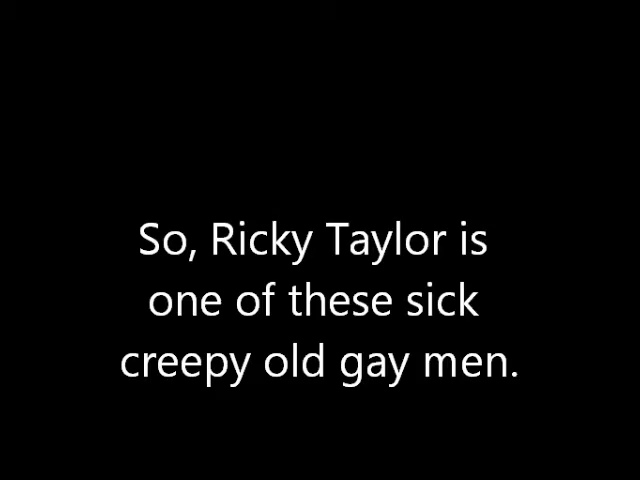 So, Ricky Taylor is
one of these sick
creepy old gay men.